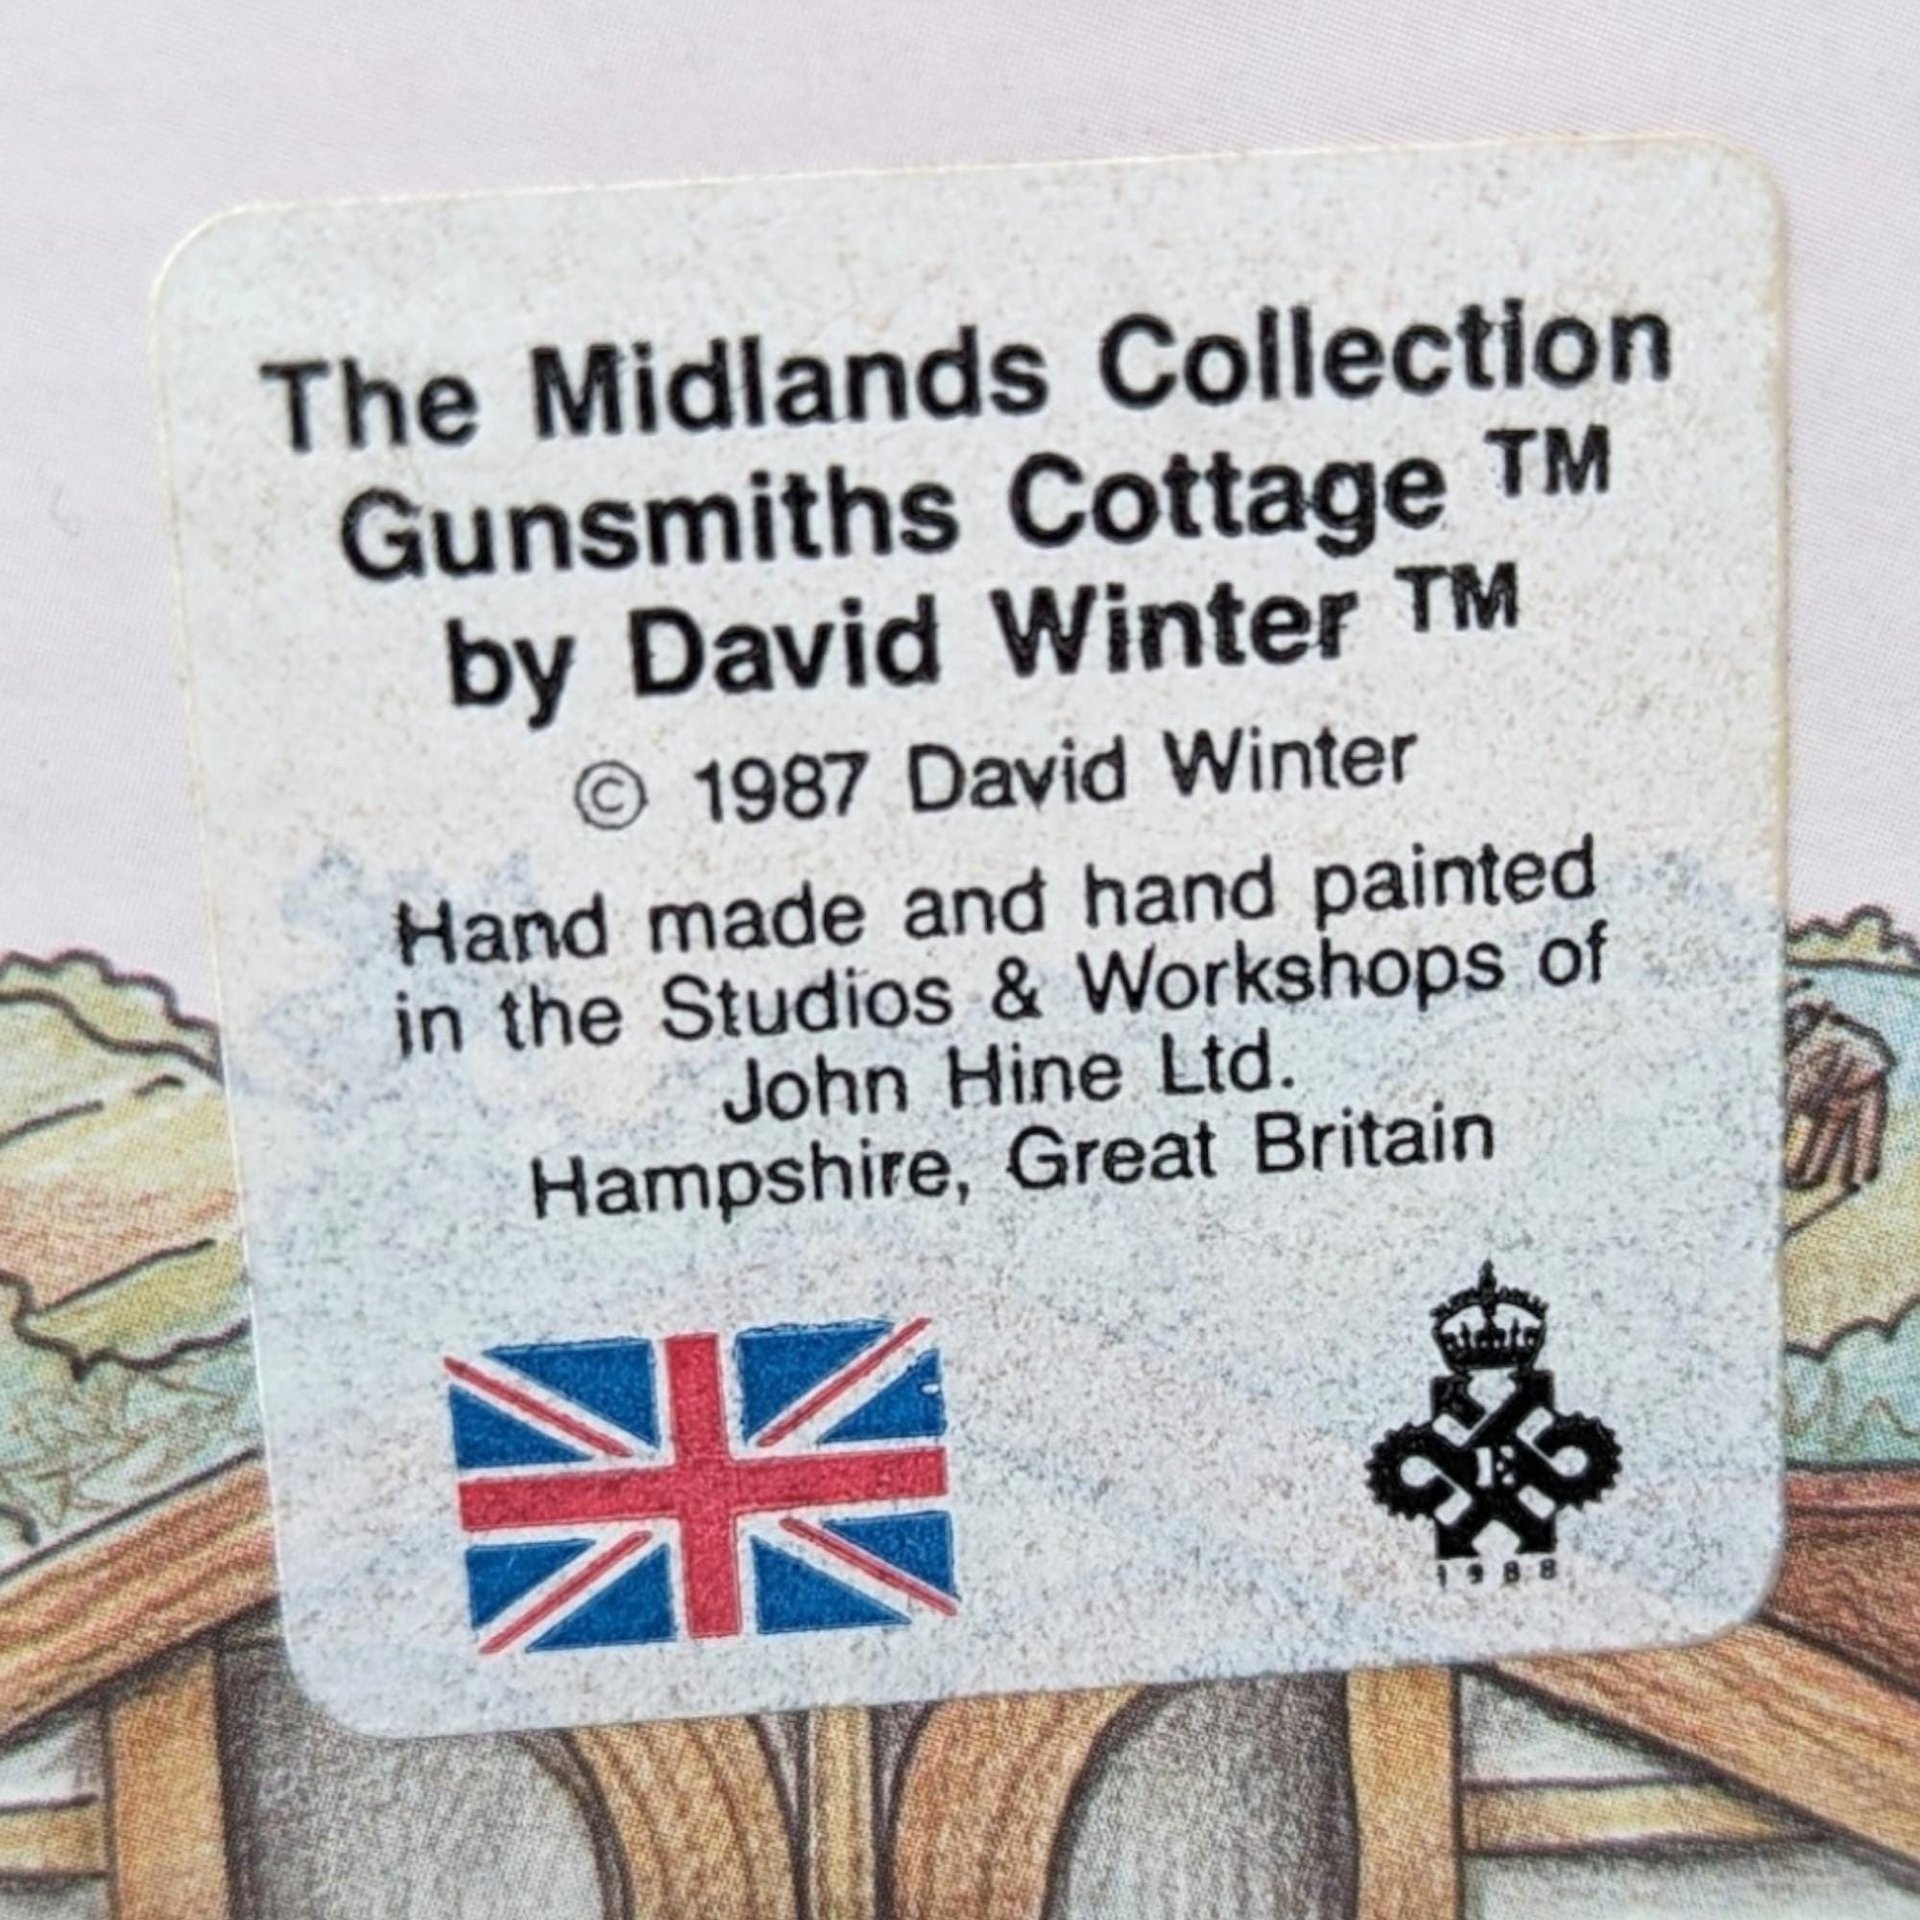 The Midlands Collection
Gunsmiths Cottage ™
by David Winter ™
© 1987 David Winter
Hand made and hand painted
in the Studios & Workshops of
John Hine Ltd.
Hampshire, Great Britain
E
1988